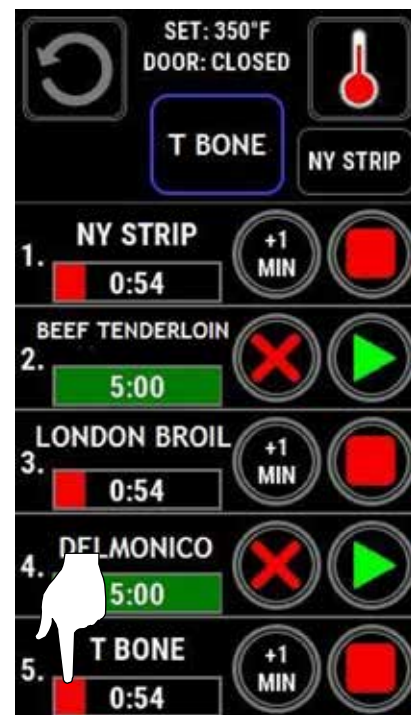 SET: 350°F
DOOR: CLOSED
T BONE
NY STRIP
1.
NY STRIP
0:54
+1
MIN
2.
BEEF TENDERLOIN
5:00
3.
LONDON BROIL
0:54
+1
MIN
4.
DELMONICO
5:00
5.
T BONE
0:54
+1
MIN